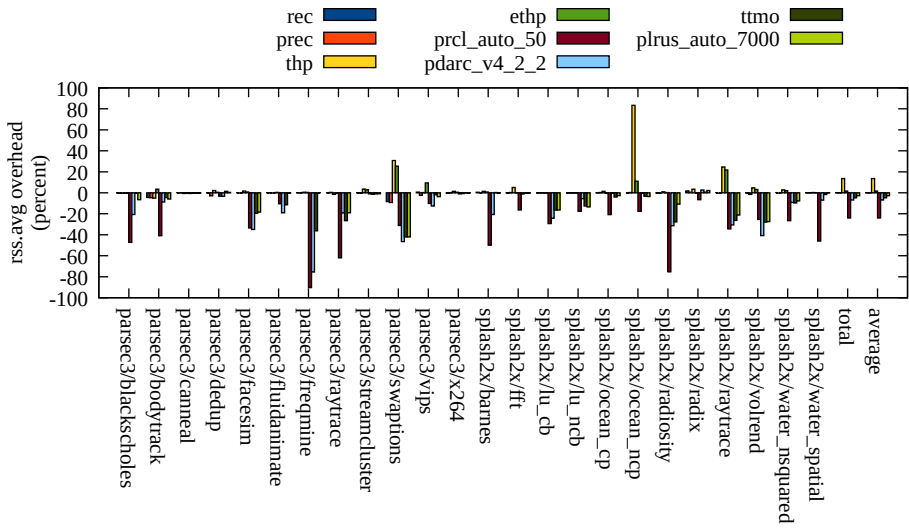 rec
prec
thp
ethp
prcl_auto_50
pdarc_v4_2_2
ttmo
plrus_auto_7000
rss.avg overhead
(percent)
100
80
60
40
20
0
-20
-40
-60
-80
-100
parsec3/blackscholes
parsec3/bodytrack
parsec3/canneal
parsec3/dedup
parsec3/facesim
parsec3/fluidanimate
parsec3/freqmine
parsec3/raytrace
parsec3/streamcluster
parsec3/swaptions
parsec3/vips
parsec3/x264
splash2x/barnes
splash2x/fft
splash2x/lu_cb
splash2x/lu_ncb
splash2x/ocean_cp
splash2x/ocean_ncp
splash2x/radiosity
splash2x/radix
splash2x/raytrace
splash2x/volrend
splash2x/water_nsquared
splash2x/water_spatial
total
average